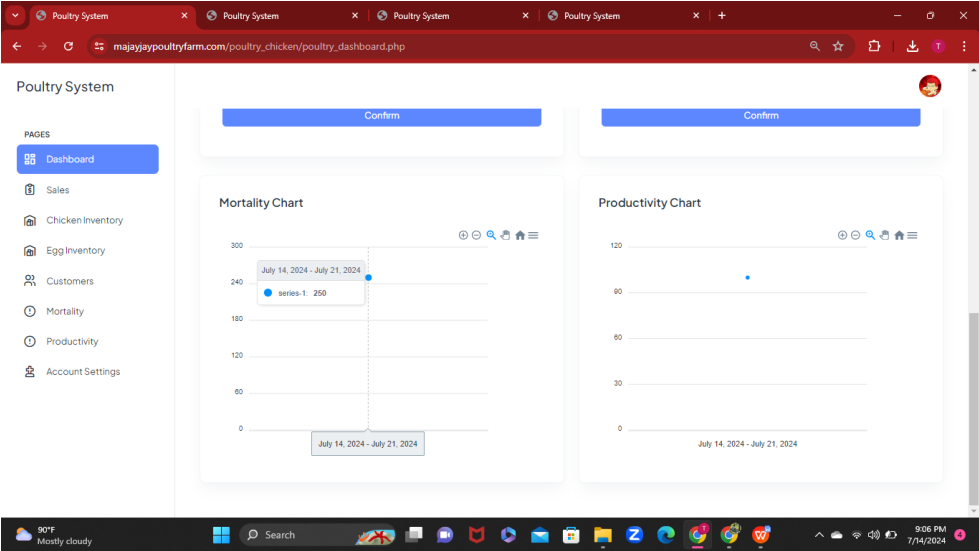 Poultry System
Poultry System
Poultry System
Poultry System
majayjaypoultryfarm.com/poultry_chicken/poultry_dashboard.php
T
Poultry System
PAGES
Dashboard
Sales
Chicken Inventory
Egg Inventory
Customers
Mortality
Productivity
Account Settings
Confirm
Confirm
Mortality Chart
300
240
180
120
60
0
July 14, 2024 - July 21, 2024
series-1: 250
July 14, 2024 - July 21, 2024
Productivity Chart
120
90
60
30
0
July 14, 2024 - July 21, 2024
90°F
Mostly cloudy
Search
9:06 PM
7/14/2024
4